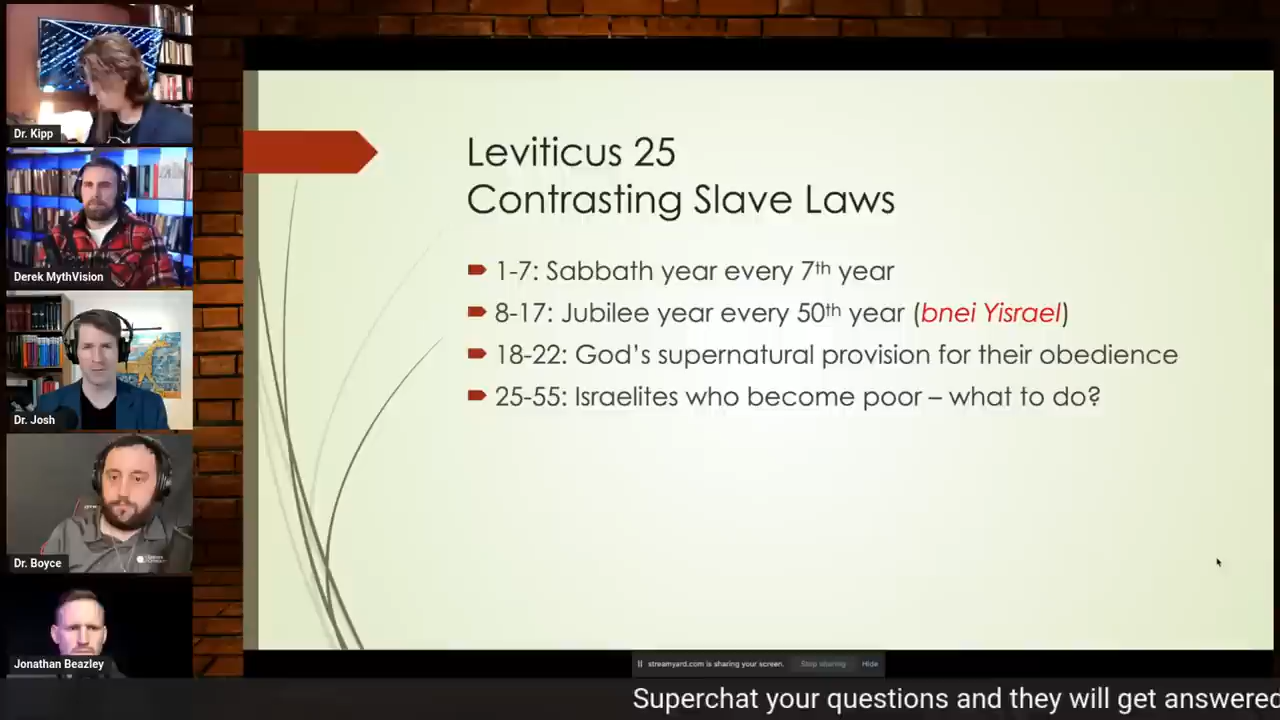 Dr. Kipp
Derek MythVision
Dr. Josh
Dr. Boyce
Jonathan Beazley
Leviticus 25
Contrasting Slave Laws
1-7: Sabbath year every 7th year
8-17: Jubilee year every 50th year (bnei Yisrael)
18-22: God’s supernatural provision for their obedience
25-55: Israelites who become poor – what to do?
streamyard.com is sharing your screen. Stop sharing Hide
Superchat your questions and they will get answered